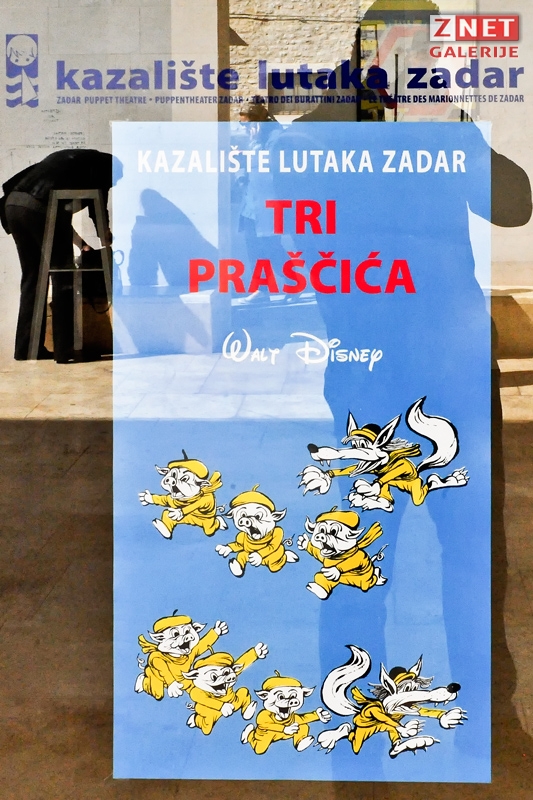 ZNET
GALERIJE
kazalište lutaka zadar
ZADAR PUPPET THEATRE • PUPPENTHEATER ZADAR • TEATRO DEI BURATTINI ZADAR • LE THÉÂTRE DES MARIONNETTES DE ZADAR
KAZALIŠTE LUTAKA ZADAR
TRI
PRAŠČIĆA
WALT DISNEY